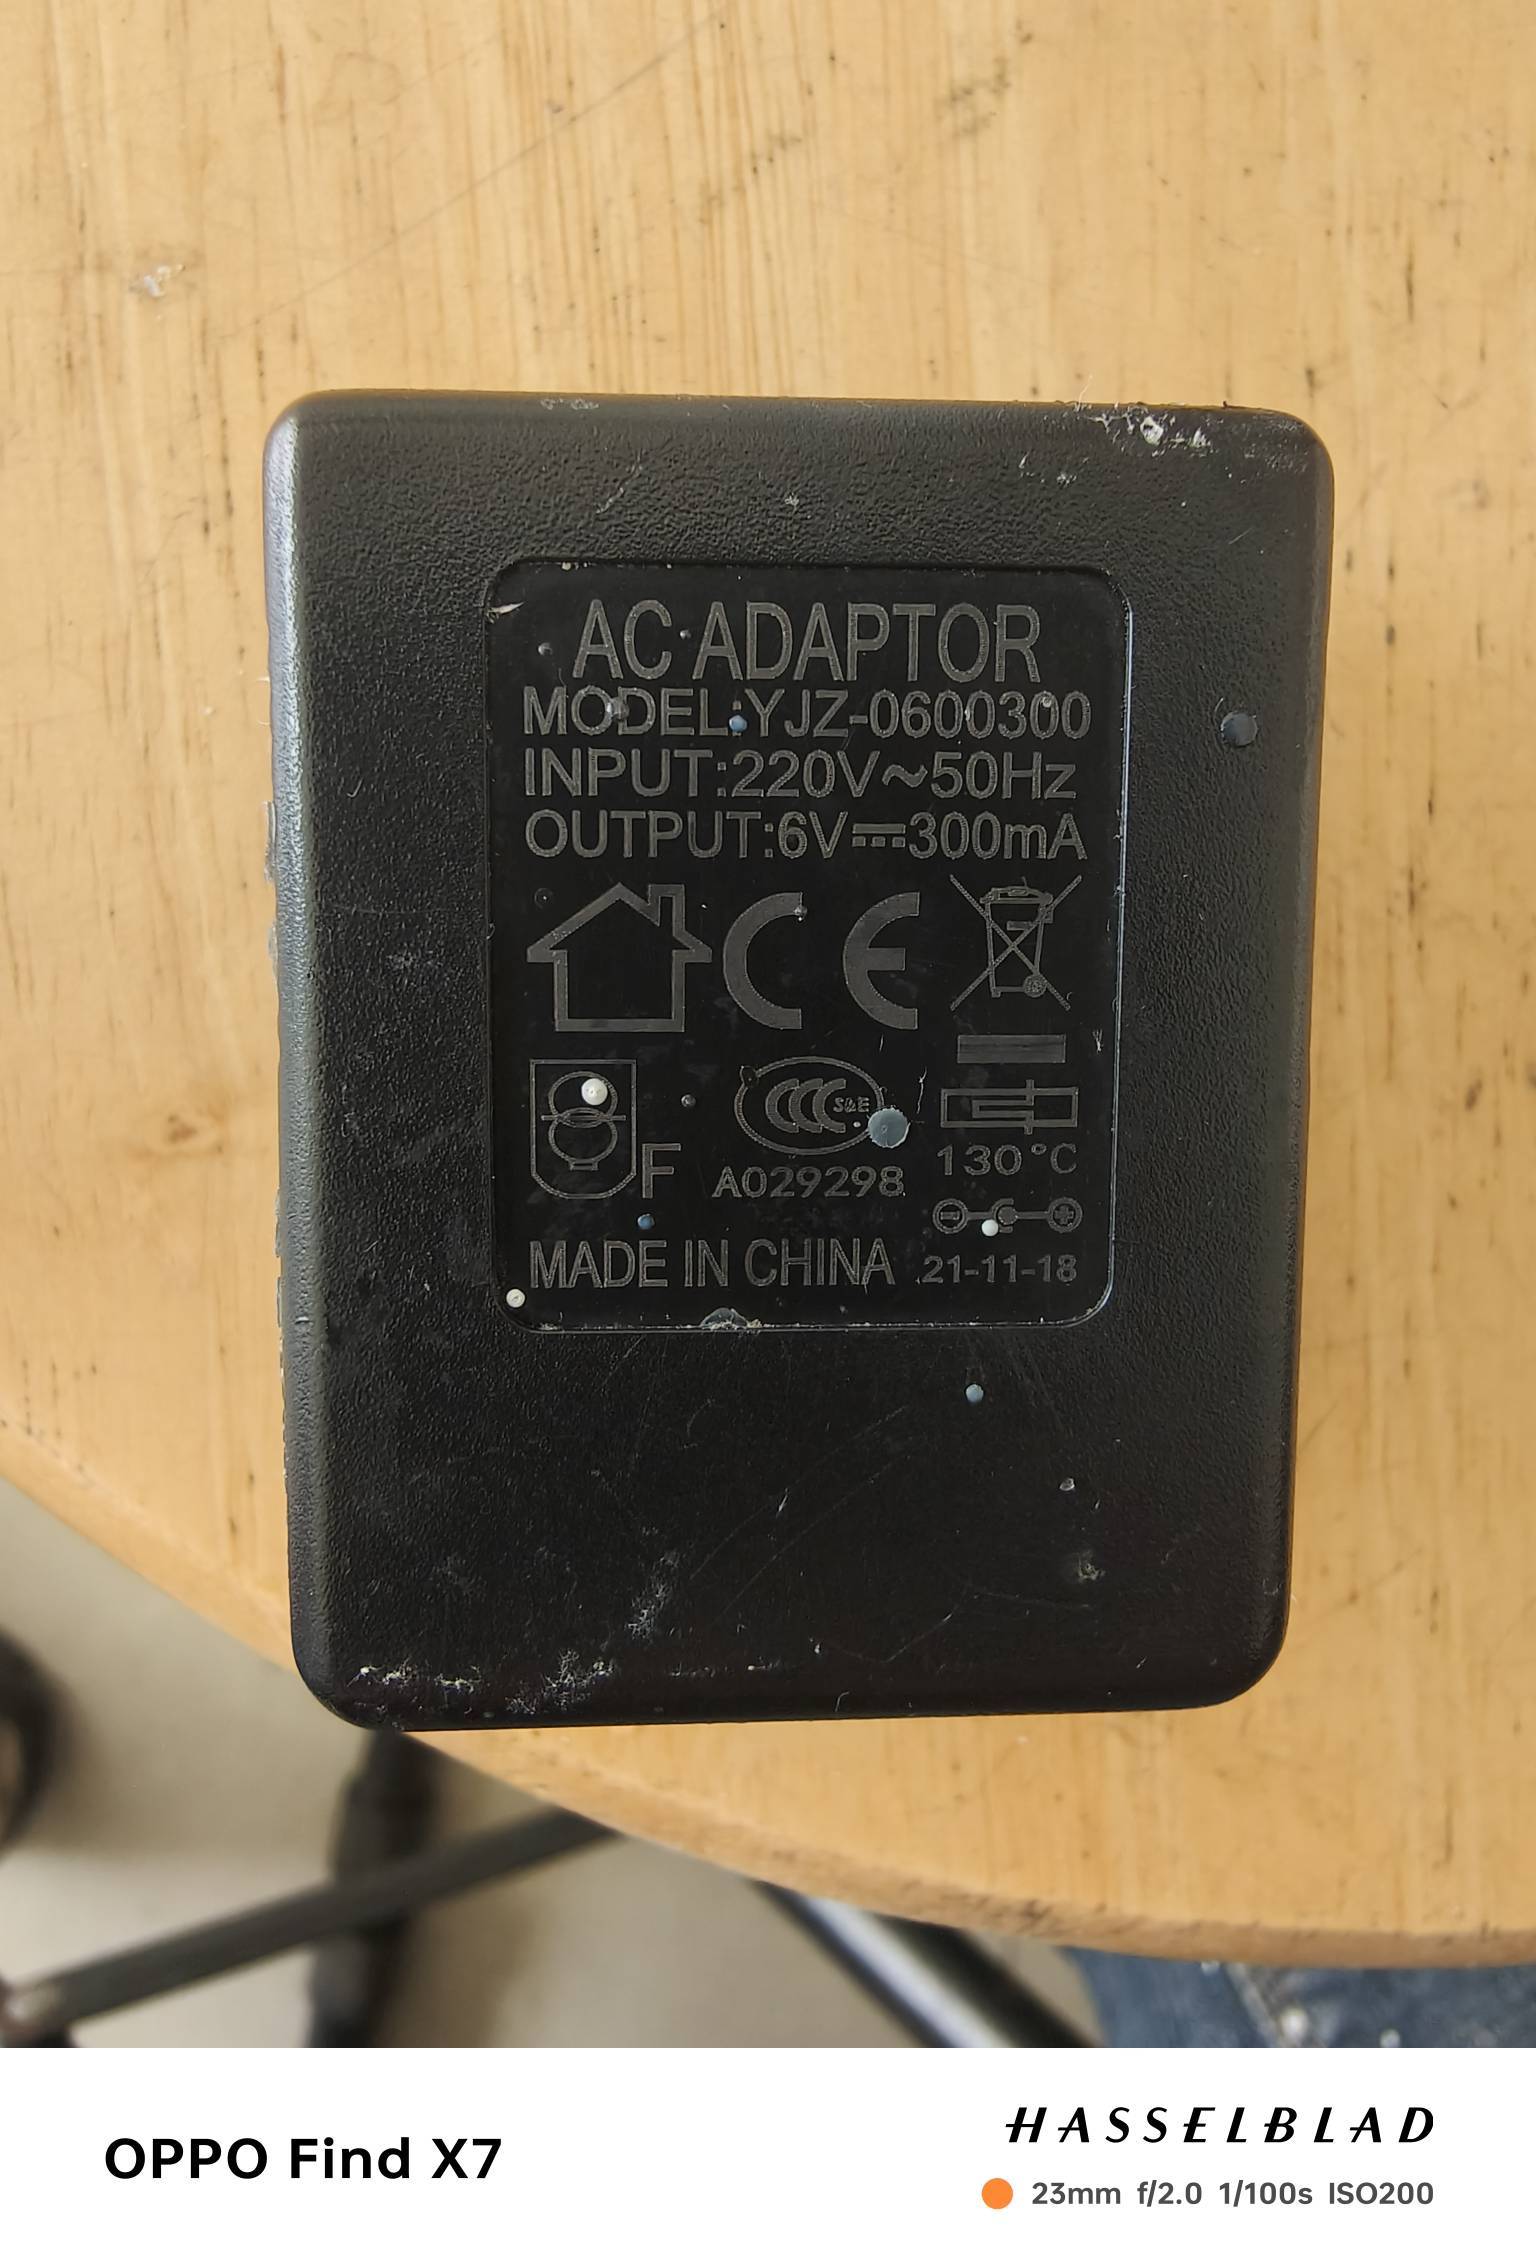 AC ADAPTOR
MODEL:YJZ-0600300
INPUT:220V~50Hz
OUTPUT:6V⎓300mA
CE
F
CCC S&E
A029298
130°C
MADE IN CHINA 21-11-18
OPPO Find X7
HASSELBLAD
23mm f/2.0 1/100s ISO200